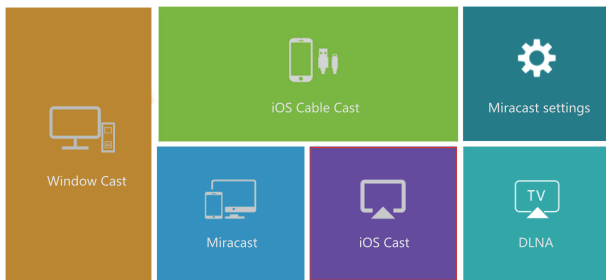 iOS Cable Cast
Miracast settings
Window Cast
Miracast
iOS Cast
TV
DLNA